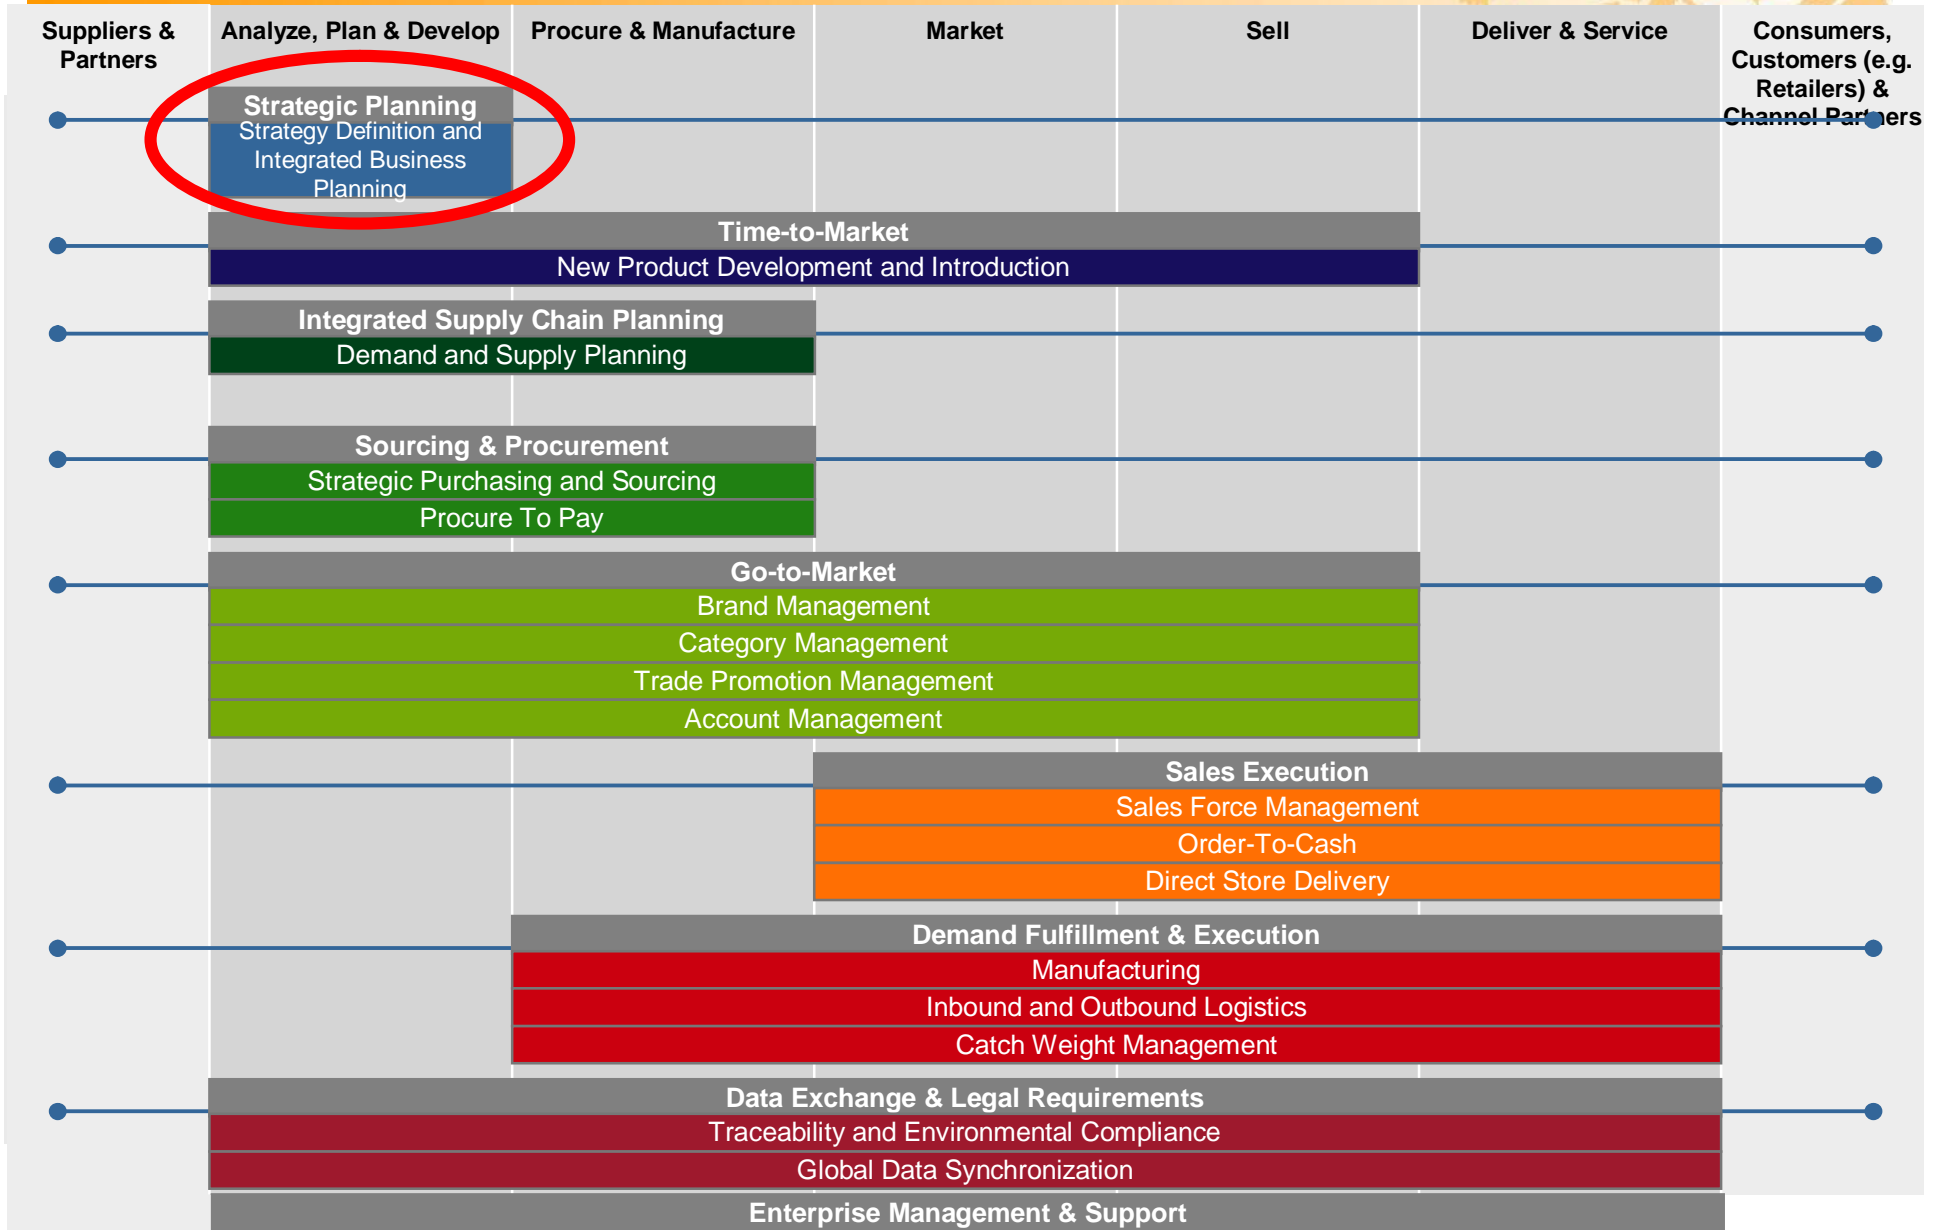 Suppliers &
Partners
Analyze, Plan & Develop
Procure & Manufacture
Market
Sell
Deliver & Service
Consumers,
Customers (e.g.
Retailers) &
Channel Partners
Strategic Planning
Strategy Definition and
Integrated Business
Planning
Time-to-Market
New Product Development and Introduction
Integrated Supply Chain Planning
Demand and Supply Planning
Sourcing & Procurement
Strategic Purchasing and Sourcing
Procure To Pay
Go-to-Market
Brand Management
Category Management
Trade Promotion Management
Account Management
Sales Execution
Sales Force Management
Order-To-Cash
Direct Store Delivery
Demand Fulfillment & Execution
Manufacturing
Inbound and Outbound Logistics
Catch Weight Management
Data Exchange & Legal Requirements
Traceability and Environmental Compliance
Global Data Synchronization
Enterprise Management & Support